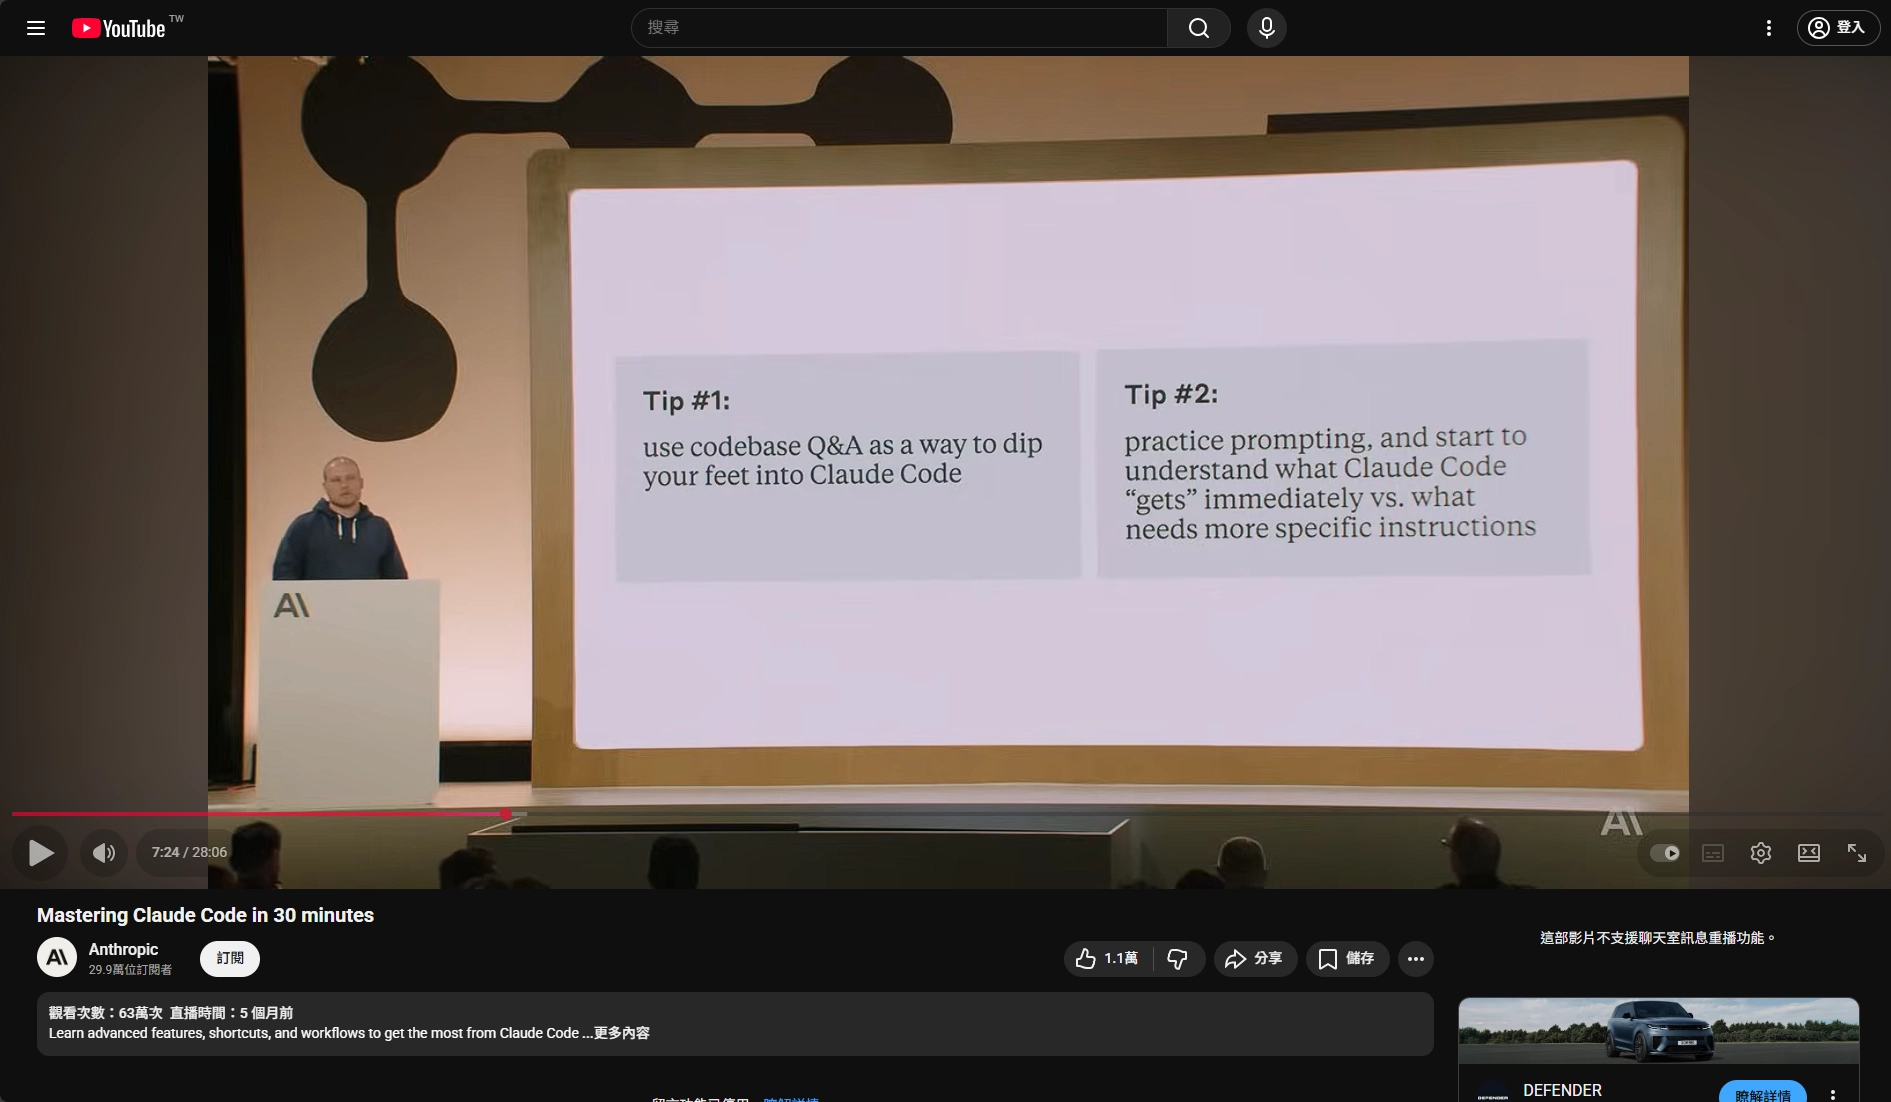 YouTube TW
搜尋
登入
Tip #1:
use codebase Q&A as a way to dip
your feet into Claude Code
Tip #2:
practice prompting, and start to
understand what Claude Code
“gets” immediately vs. what
needs more specific instructions
7:24 / 28:06
Mastering Claude Code in 30 minutes
Anthropic
29.9萬位訂閱者
訂閱
1.1萬
分享
儲存
觀看次數：63萬次 直播時間：5 個月前
Learn advanced features, shortcuts, and workflows to get the most from Claude Code ...更多內容
這部影片不支援聊天室訊息重播功能。
DEFENDER
DEFENDER
瞭解詳情